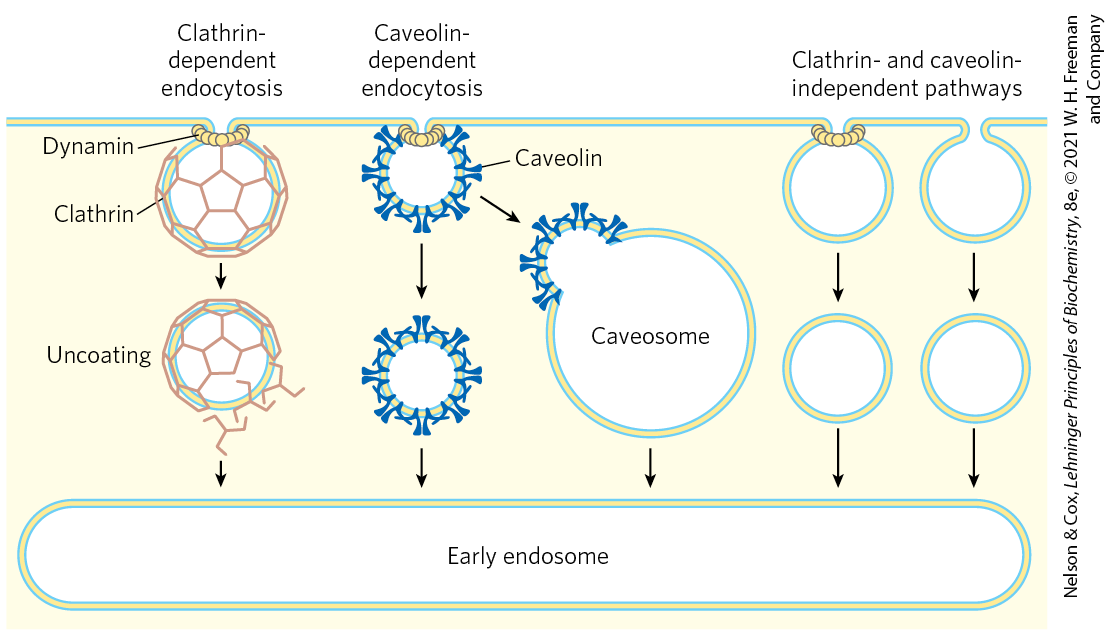 Clathrin-
dependent
endocytosis
Caveolin-
dependent
endocytosis
Clathrin- and caveolin-
independent pathways
Dynamin
Clathrin
Caveolin
Uncoating
Caveosome
Early endosome
Nelson & Cox, Lehninger Principles of Biochemistry, 8e, © 2021 W. H. Freeman
and Company